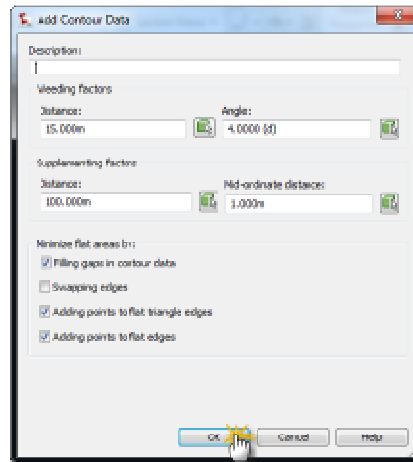 Add Contour Data
Description:
Weeding factors
Distance: Angle:
15.000m 4.0000 (d)
Supplementing factors
Distance: Mid-ordinate distance:
100.000m 1.000m
Minimize flat areas by:
Filling gaps in contour data
Swapping edges
Adding points to flat triangle edges
Adding points to flat edges
OK Cancel Help